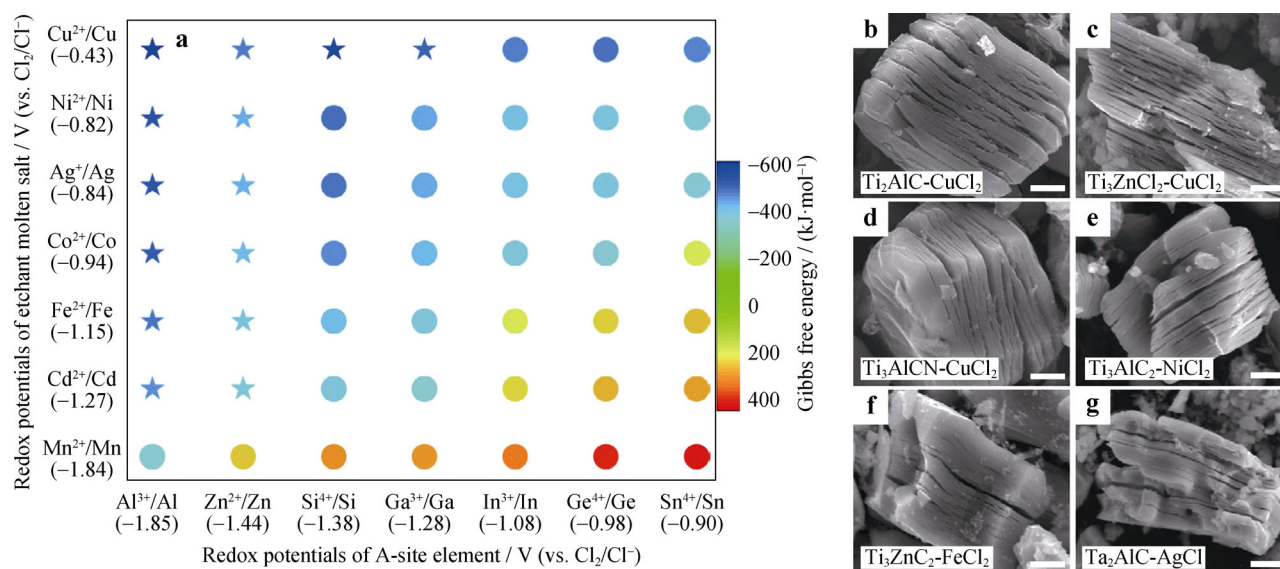 a
Redox potentials of etchant molten salt / V (vs. Cl₂/Cl⁻)
Cu²⁺/Cu
(−0.43)
Ni²⁺/Ni
(−0.82)
Ag⁺/Ag
(−0.84)
Co²⁺/Co
(−0.94)
Fe²⁺/Fe
(−1.15)
Cd²⁺/Cd
(−1.27)
Mn²⁺/Mn
(−1.84)
Al³⁺/Al
(−1.85)
Zn²⁺/Zn
(−1.44)
Si⁴⁺/Si
(−1.38)
Ga³⁺/Ga
(−1.28)
In³⁺/In
(−1.08)
Ge⁴⁺/Ge
(−0.98)
Sn⁴⁺/Sn
(−0.90)
Redox potentials of A-site element / V (vs. Cl₂/Cl⁻)
−600
−400
−200
0
200
400
Gibbs free energy / (kJ·mol⁻¹)
b
Ti₂AlC-CuCl₂
c
Ti₃ZnCl₂-CuCl₂
d
Ti₃AlCN-CuCl₂
e
Ti₃AlC₂-NiCl₂
f
Ti₃ZnC₂-FeCl₂
g
Ta₂AlC-AgCl